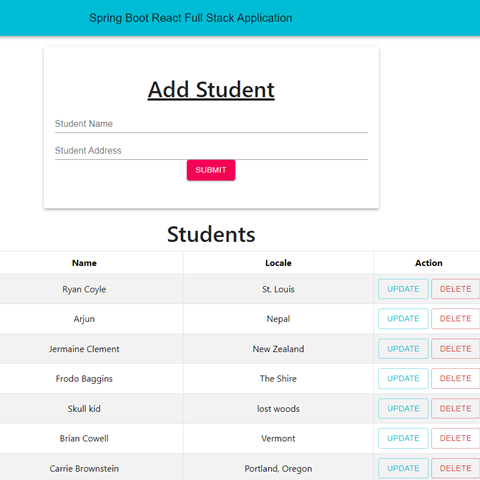 Spring Boot React Full Stack Application
Add Student
Student Name
Student Address
SUBMIT
Students
Name Locale Action
Ryan Coyle St. Louis UPDATE DELETE
Arjun Nepal UPDATE DELETE
Jermaine Clement New Zealand UPDATE DELETE
Frodo Baggins The Shire UPDATE DELETE
Skull kid lost woods UPDATE DELETE
Brian Cowell Vermont UPDATE DELETE
Carrie Brownstein Portland, Oregon UPDATE DELETE